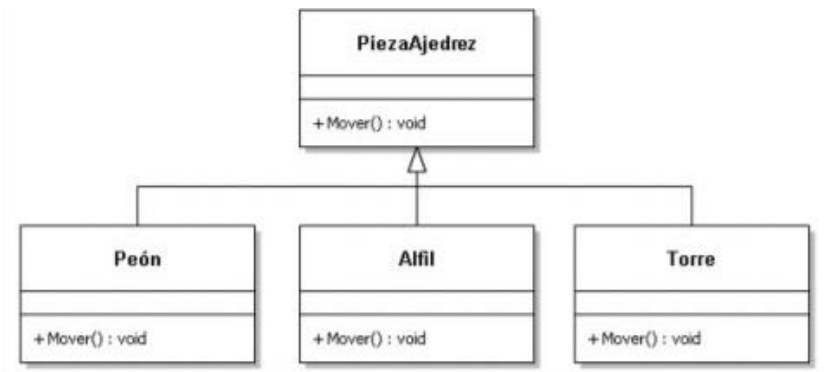 PiezaAjedrez
+Mover() : void
Peón
+Mover() : void
Alfil
+Mover() : void
Torre
+Mover() : void